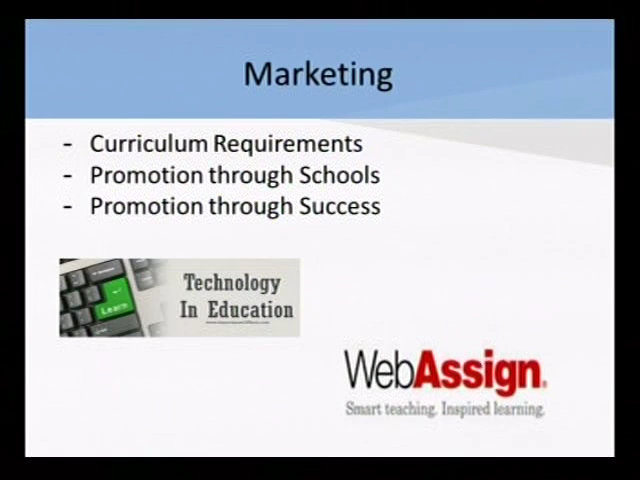 Marketing
- Curriculum Requirements
- Promotion through Schools
- Promotion through Success
Learn
Technology
In Education
WebAssign.
Smart teaching. Inspired learning.